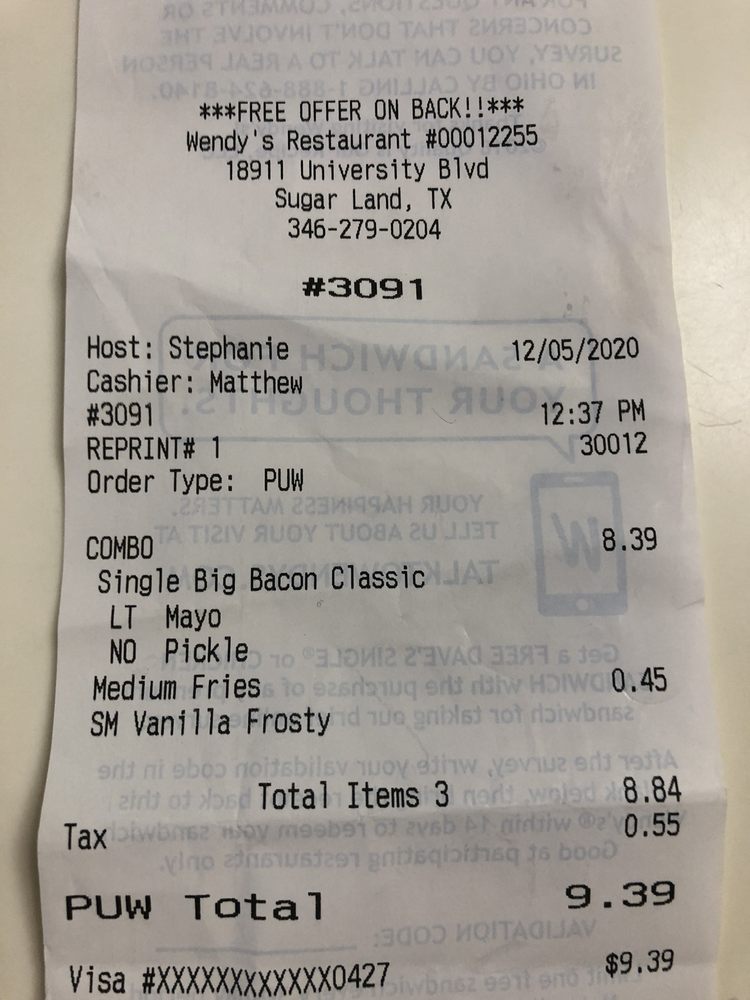 ***FREE OFFER ON BACK!!***
Wendy's Restaurant #00012255
18911 University Blvd
Sugar Land, TX
346-279-0204
#3091
Host: Stephanie 12/05/2020
Cashier: Matthew
#3091 12:37 PM
REPRINT# 1 30012
Order Type: PUW
COMBO 8.39
Single Big Bacon Classic
LT Mayo
NO Pickle
Medium Fries 0.45
SM Vanilla Frosty
Total Items 3 8.84
Tax 0.55
PUW Total 9.39
Visa #XXXXXXXXXXXX0427 $9.39